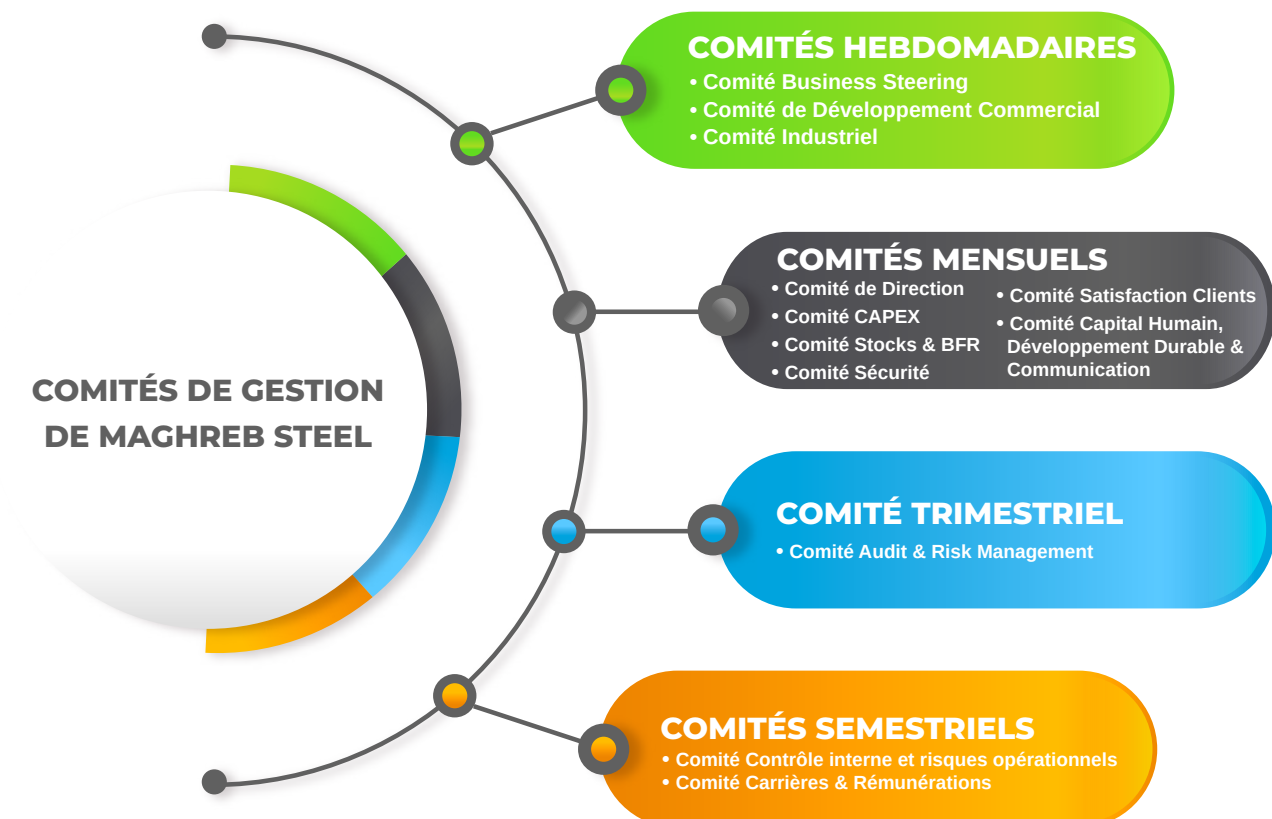 COMITÉS DE GESTION
DE MAGHREB STEEL
COMITÉS HEBDOMADAIRES
• Comité Business Steering
• Comité de Développement Commercial
• Comité Industriel
COMITÉS MENSUELS
• Comité de Direction
• Comité CAPEX
• Comité Stocks & BFR
• Comité Sécurité
• Comité Satisfaction Clients
• Comité Capital Humain,
Développement Durable &
Communication
COMITÉ TRIMESTRIEL
• Comité Audit & Risk Management
COMITÉS SEMESTRIELS
• Comité Contrôle interne et risques opérationnels
• Comité Carrières & Rémunérations